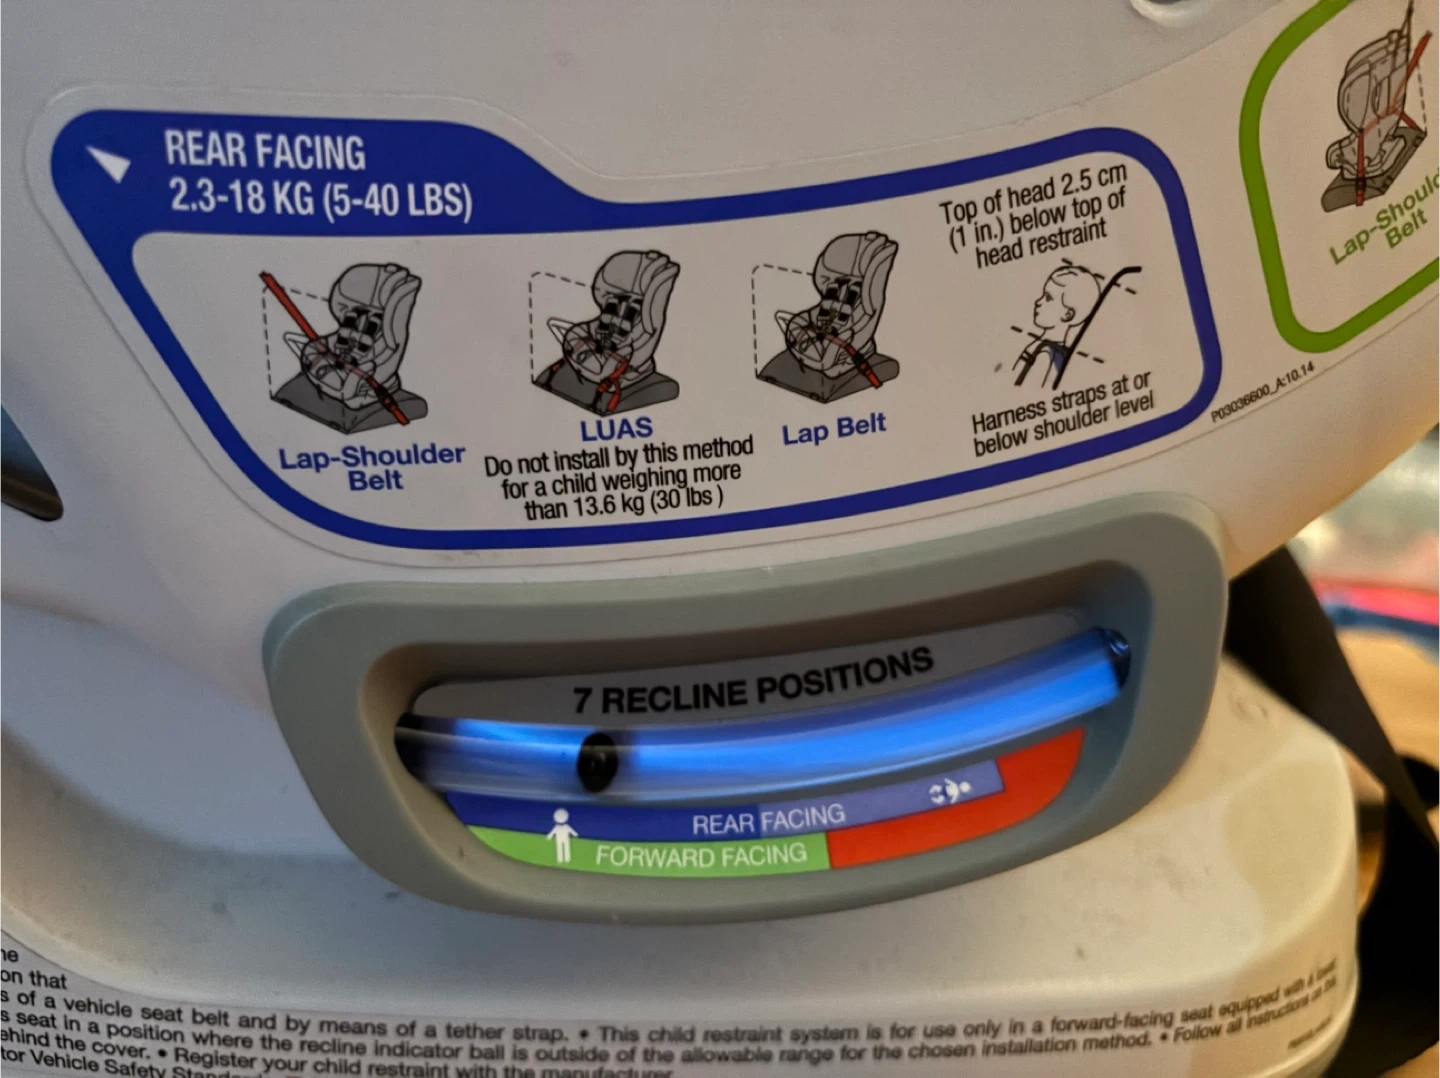 REAR FACING
2.3-18 KG (5-40 LBS)
Lap-Shoulder
Belt
LUAS
Do not install by this method
for a child weighing more
than 13.6 kg (30 lbs )
Lap Belt
Top of head 2.5 cm
(1 in.) below top of
head restraint
Harness straps at or
below shoulder level
Lap-Should
Belt
P03036600_A:10.14
7 RECLINE POSITIONS
REAR FACING
FORWARD FACING
on that
s of a vehicle seat belt and by means of a tether strap. • This child restraint system is for use only in a forward-facing seat equipped with
s seat in a position where the recline indicator ball is outside of the allowable range for the chosen installation method. • Follow all instructions on
ehind the cover. • Register your child restraint with the manufacturer
tor Vehicle Safety